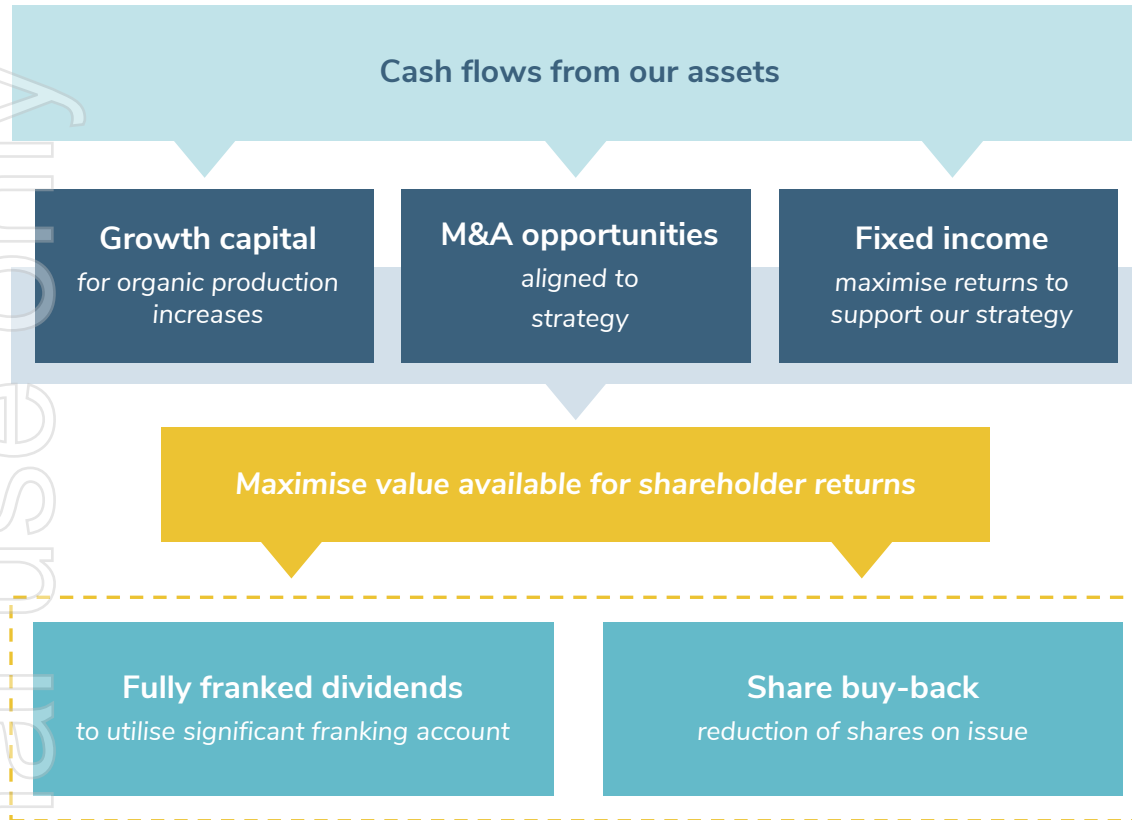 Cash flows from our assets
Growth capital
for organic production
increases
M&A opportunities
aligned to
strategy
Fixed income
maximise returns to
support our strategy
Maximise value available for shareholder returns
Fully franked dividends
to utilise significant franking account
Share buy-back
reduction of shares on issue
use only